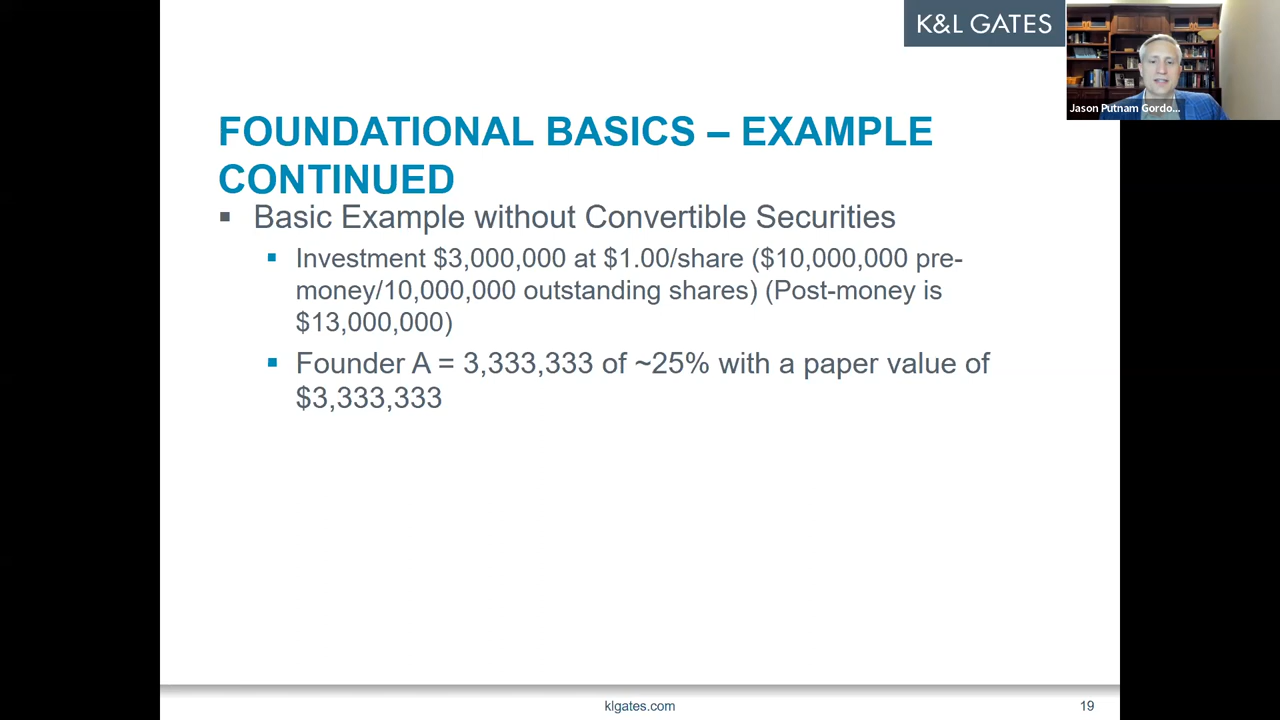 K&L GATES
Jason Putnam Gordo...
FOUNDATIONAL BASICS – EXAMPLE
CONTINUED
▪ Basic Example without Convertible Securities
▪ Investment $3,000,000 at $1.00/share ($10,000,000 pre-
money/10,000,000 outstanding shares) (Post-money is
$13,000,000)
▪ Founder A = 3,333,333 of ~25% with a paper value of
$3,333,333
klgates.com
19